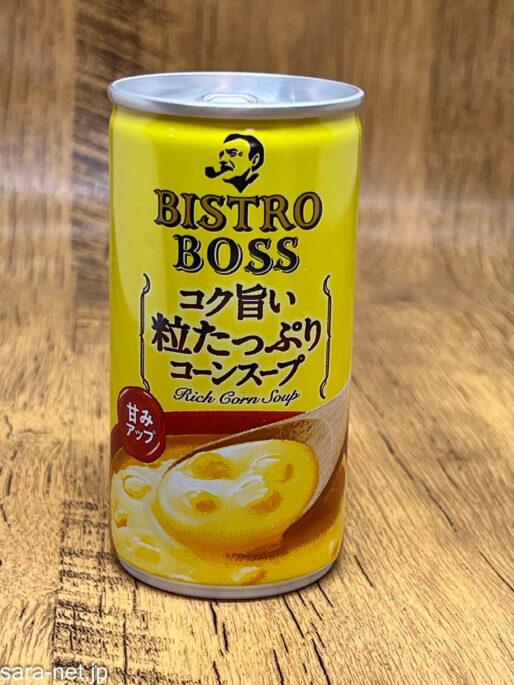 BISTRO
BOSS
コク旨い
粒たっぷり
コーンスープ
Rich Corn Soup
甘み
アップ
sara-net.jp